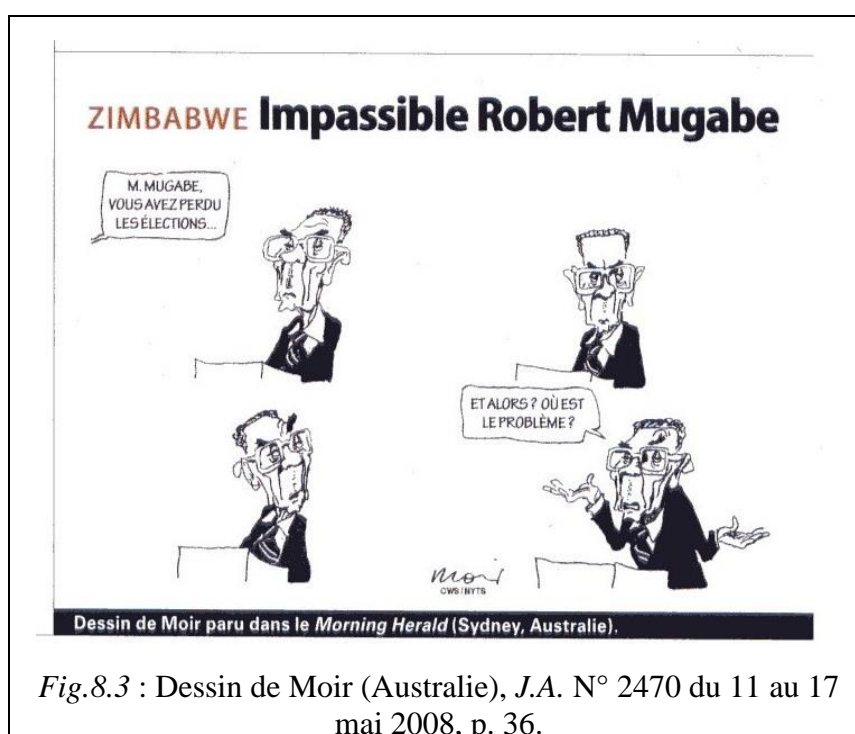 ZIMBABWE Impassible Robert Mugabe
M. MUGABE,
VOUS AVEZ PERDU
LES ÉLECTIONS...
ET ALORS ? OÙ EST
LE PROBLÈME ?
Moir
CWS/NYTS
Dessin de Moir paru dans le Morning Herald (Sydney, Australie).
Fig.8.3 : Dessin de Moir (Australie), J.A. N° 2470 du 11 au 17
mai 2008, p. 36.